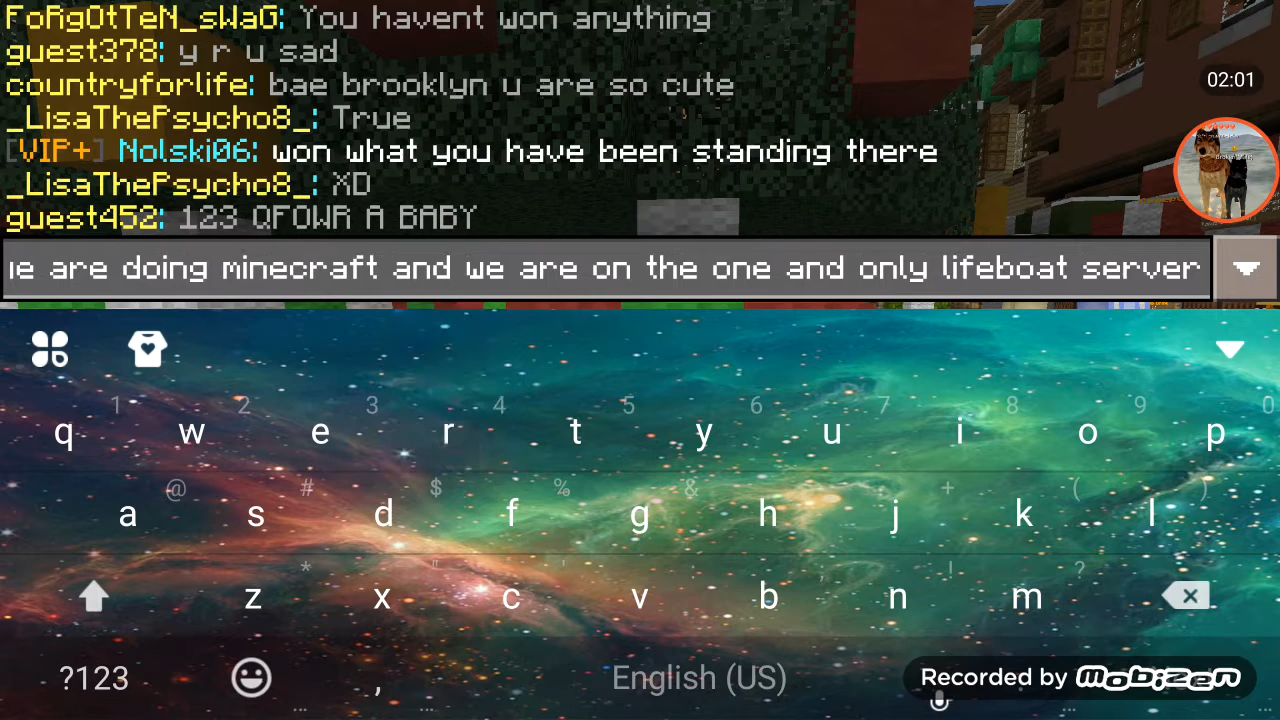 FoRgOtTeN_sWaG: You havent won anything
guest378: y r u sad
countryforlife: bae brooklyn u are so cute
_LisaThePsycho8_: True
[VIP+] Nolski06: won what you have been standing there
_LisaThePsycho8_: XD
guest452: 123 QFOWR A BABY
02:01
are doing minecraft and we are on the one and only lifeboat server
1 2 3 4 5 6 7 8 9 0
q w e r t y u i o p
@ # $ % & + ( )
a s d f g h j k l
* " ' , ! ?
z x c v b n m
?123 , English (US)
Recorded by mobizen